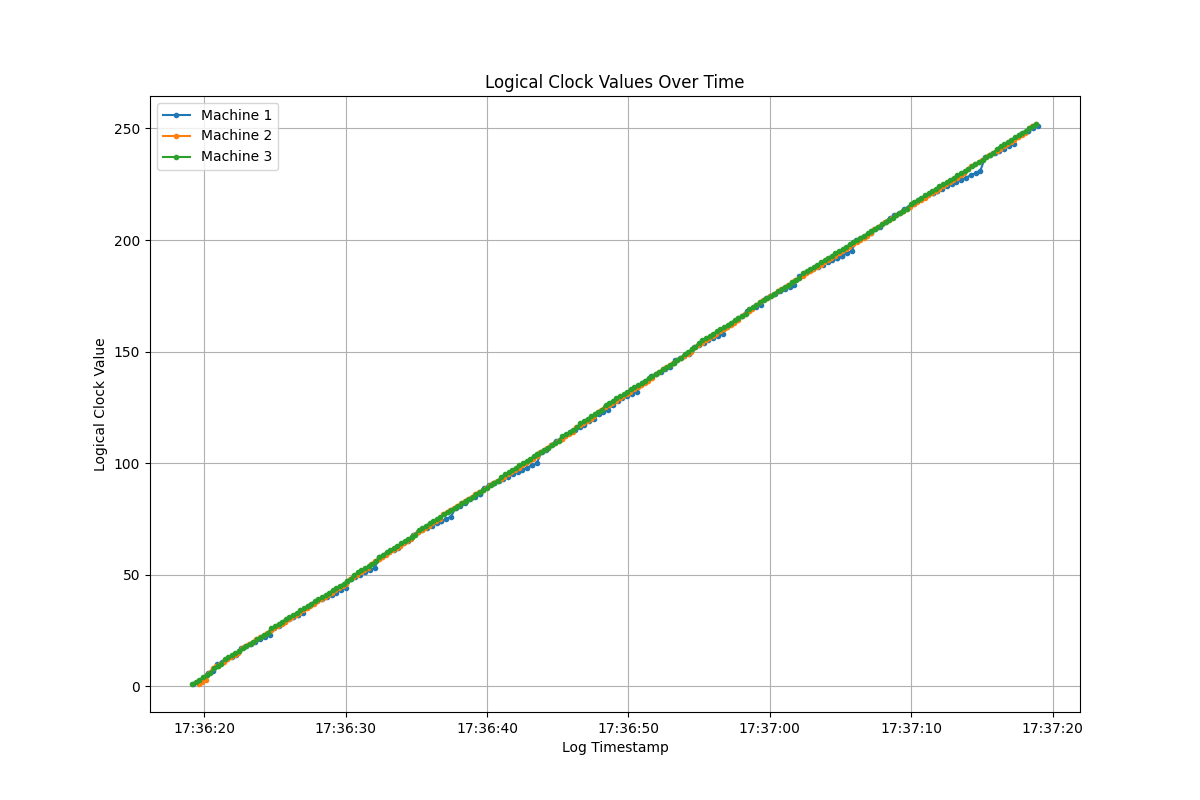 Logical Clock Values Over Time
Machine 1
Machine 2
Machine 3
Logical Clock Value
250
200
150
100
50
0
17:36:20 17:36:30 17:36:40 17:36:50 17:37:00 17:37:10 17:37:20
Log Timestamp